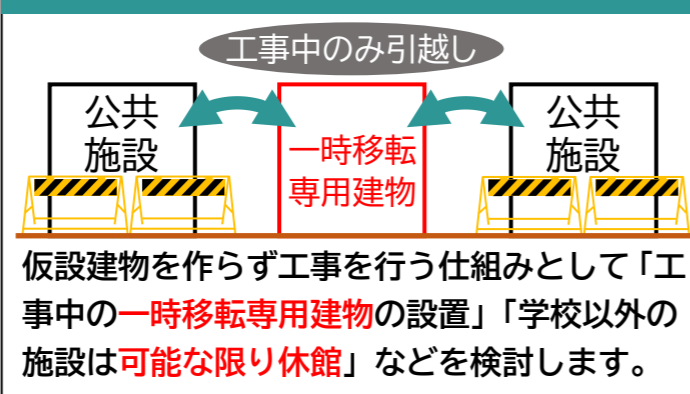 工事中のみ引越し
公共
施設
一時移転
専用建物
公共
施設
仮設建物を作らず工事を行う仕組みとして「工
事中の一時移転専用建物の設置」「学校以外の
施設は可能な限り休館」などを検討します。